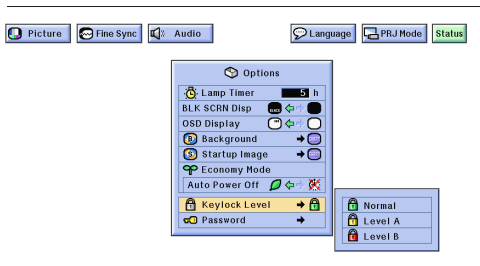 Picture Fine Sync Audio Language PRJ Mode Status
Options
Lamp Timer 5 h
BLK SCRN Disp
OSD Display
Background
Startup Image
Economy Mode
Auto Power Off
Keylock Level
Password
Normal
Level A
Level B